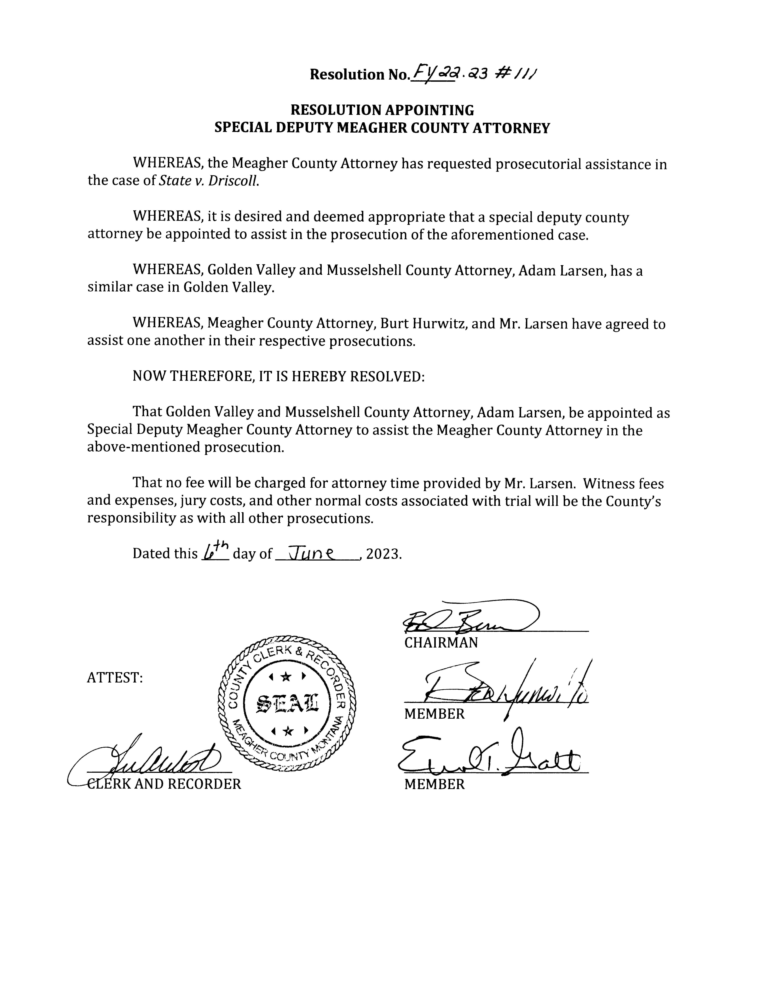 Resolution No. FY22.23 #111
RESOLUTION APPOINTING
SPECIAL DEPUTY MEAGHER COUNTY ATTORNEY
WHEREAS, the Meagher County Attorney has requested prosecutorial assistance in
the case of State v. Driscoll.
WHEREAS, it is desired and deemed appropriate that a special deputy county
attorney be appointed to assist in the prosecution of the aforementioned case.
WHEREAS, Golden Valley and Musselshell County Attorney, Adam Larsen, has a
similar case in Golden Valley.
WHEREAS, Meagher County Attorney, Burt Hurwitz, and Mr. Larsen have agreed to
assist one another in their respective prosecutions.
NOW THEREFORE, IT IS HEREBY RESOLVED:
That Golden Valley and Musselshell County Attorney, Adam Larsen, be appointed as
Special Deputy Meagher County Attorney to assist the Meagher County Attorney in the
above-mentioned prosecution.
That no fee will be charged for attorney time provided by Mr. Larsen. Witness fees
and expenses, jury costs, and other normal costs associated with trial will be the County's
responsibility as with all other prosecutions.
Dated this 6th day of June, 2023.
CHAIRMAN
ATTEST:
COUNTY CLERK & RECORDER
SEAL
MEAGHER COUNTY MONTANA
Hurwitz
MEMBER
T. Galt
CLERK AND RECORDER
MEMBER